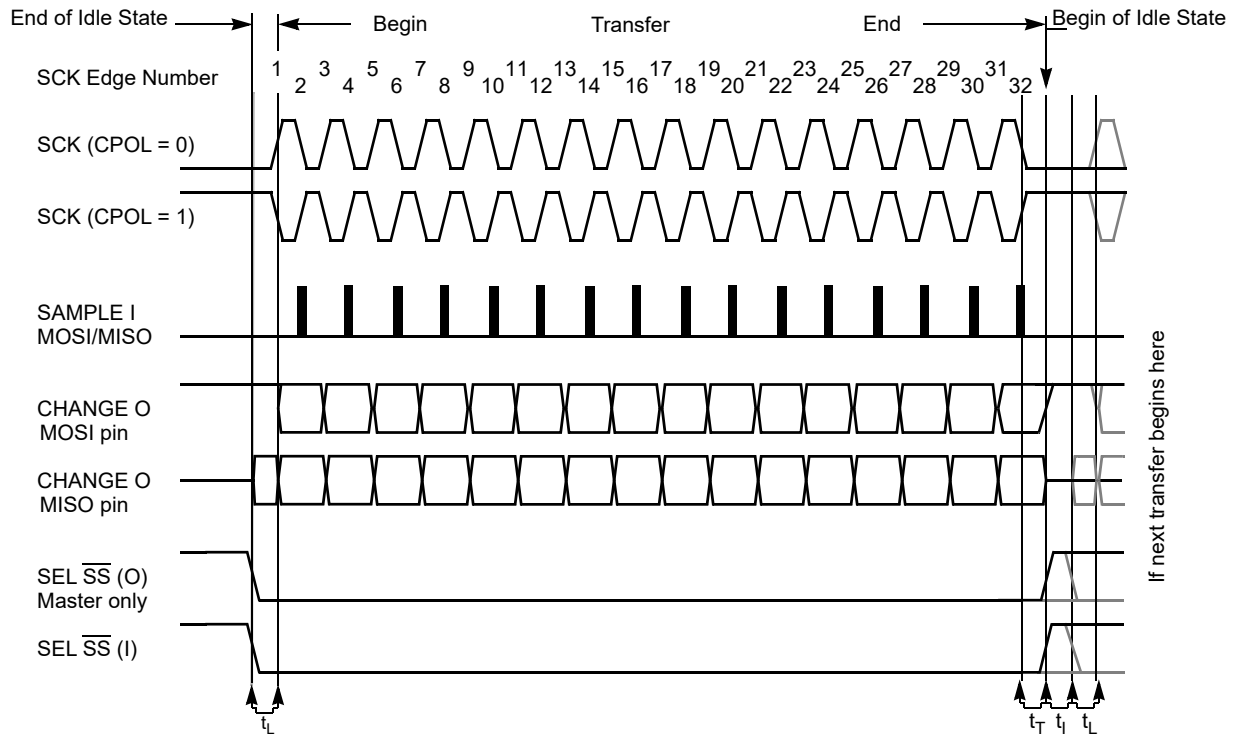 End of Idle State
Begin
Transfer
End
Begin of Idle State
SCK Edge Number
1 3 5 7 9 11 13 15 17 19 21 23 25 27 29 31
2 4 6 8 10 12 14 16 18 20 22 24 26 28 30 32
SCK (CPOL = 0)
SCK (CPOL = 1)
SAMPLE I
MOSI/MISO
CHANGE O
MOSI pin
CHANGE O
MISO pin
SEL S̅S̅ (O)
Master only
SEL S̅S̅ (I)
tL
tT tI tL
If next transfer begins here